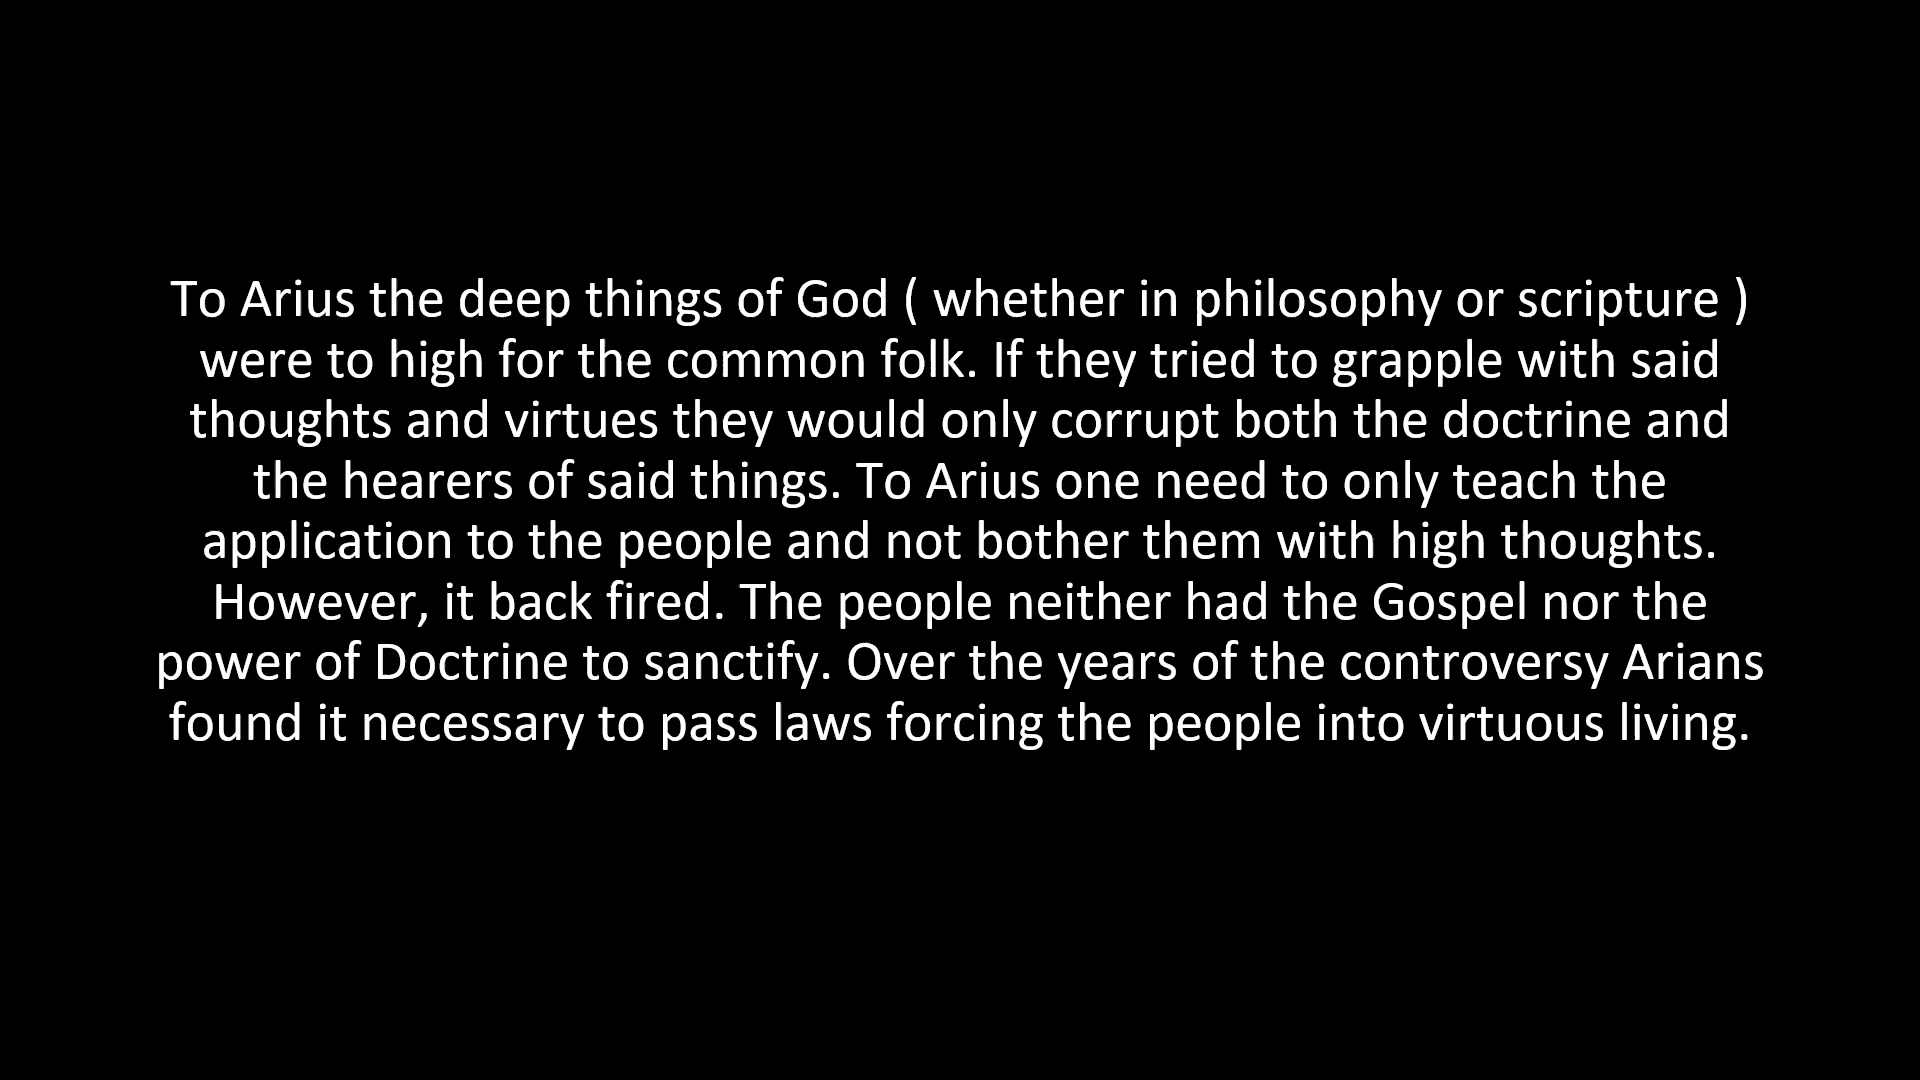 To Arius the deep things of God ( whether in philosophy or scripture )
were to high for the common folk. If they tried to grapple with said
thoughts and virtues they would only corrupt both the doctrine and
the hearers of said things. To Arius one need to only teach the
application to the people and not bother them with high thoughts.
However, it back fired. The people neither had the Gospel nor the
power of Doctrine to sanctify. Over the years of the controversy Arians
found it necessary to pass laws forcing the people into virtuous living.